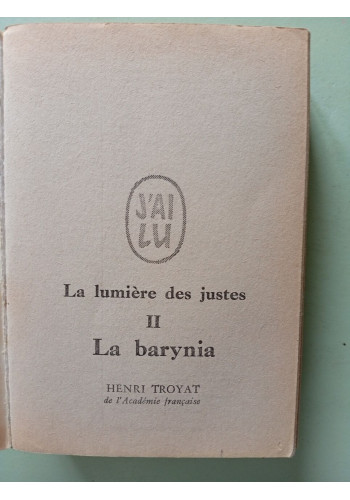 J'AI
LU
La lumière des justes
II
La barynia
HENRI TROYAT
de l'Académie française